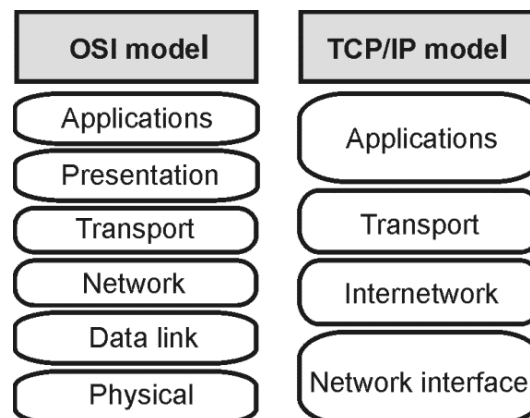 OSI model
Applications
Presentation
Transport
Network
Data link
Physical
TCP/IP model
Applications
Transport
Internetwork
Network interface